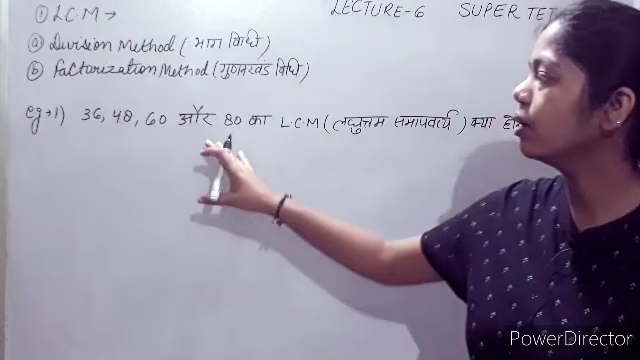 ① L.C.M → LECTURE-6 SUPER TET
ⓐ Division Method ( भाग विधि )
ⓑ Factorization Method (गुणनखंड विधि)
eg→1) 36, 48, 60 और 80 का L.C.M ( लघुत्तम समापवर्त्य ) क्या
PowerDirector